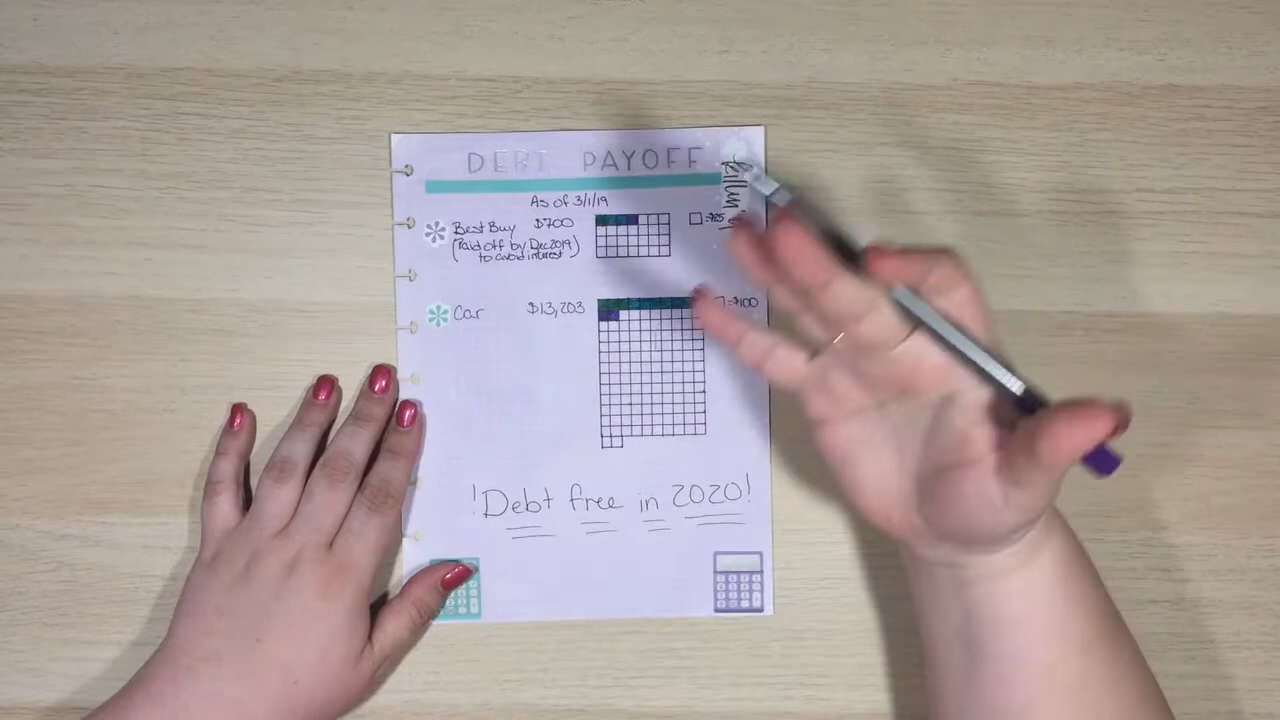 DEBT PAYOFF
As of 3/1/19
Best Buy $700
(Paid off by Dec 2019
to avoid interest)
=$25
Car $13,203
=$100
!Debt free in 2020!